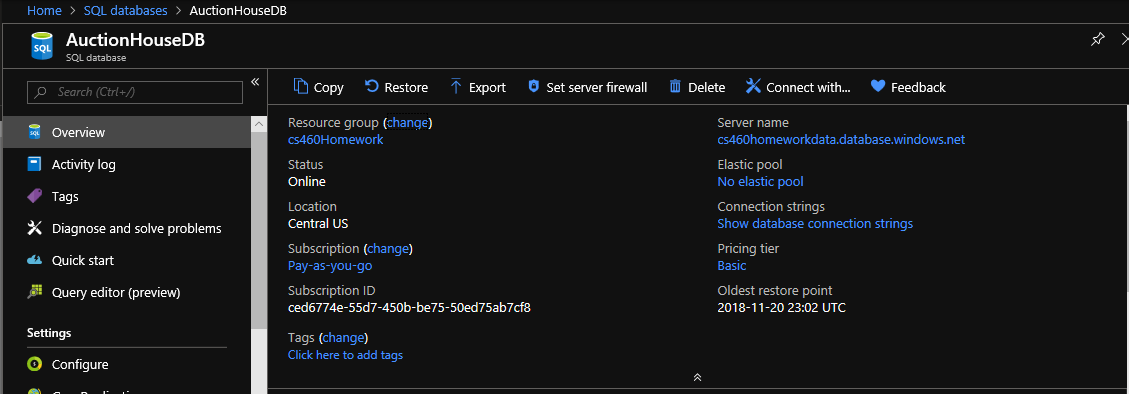 Home > SQL databases > AuctionHouseDB
AuctionHouseDB
SQL database
Search (Ctrl+/)
Overview
Activity log
Tags
Diagnose and solve problems
Quick start
Query editor (preview)
Settings
Configure
Copy Restore Export Set server firewall Delete Connect with... Feedback
Resource group (change)
cs460Homework
Status
Online
Location
Central US
Subscription (change)
Pay-as-you-go
Subscription ID
ced6774e-55d7-450b-be75-50ed75ab7cf8
Tags (change)
Click here to add tags
Server name
cs460homeworkdata.database.windows.net
Elastic pool
No elastic pool
Connection strings
Show database connection strings
Pricing tier
Basic
Oldest restore point
2018-11-20 23:02 UTC